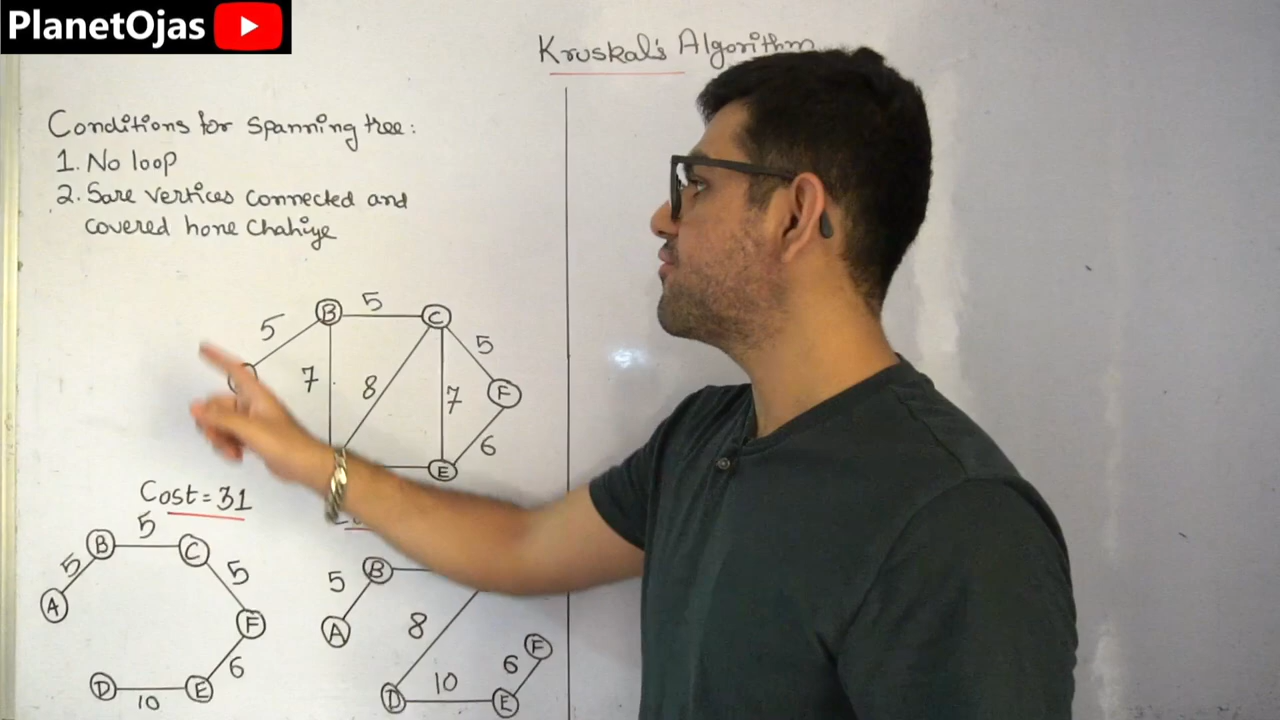 PlanetOjas
Kruskal's Algorithm
Conditions for Spanning tree:
1. No loop
2. Sare vertices connected and
covered hone chahiye
5 B 5 C
5
7 8 7 F
6
E
Cost = 31
5
5 B C 5
A F
6
D 10 E
5 B
A 8
F
6
10
D E